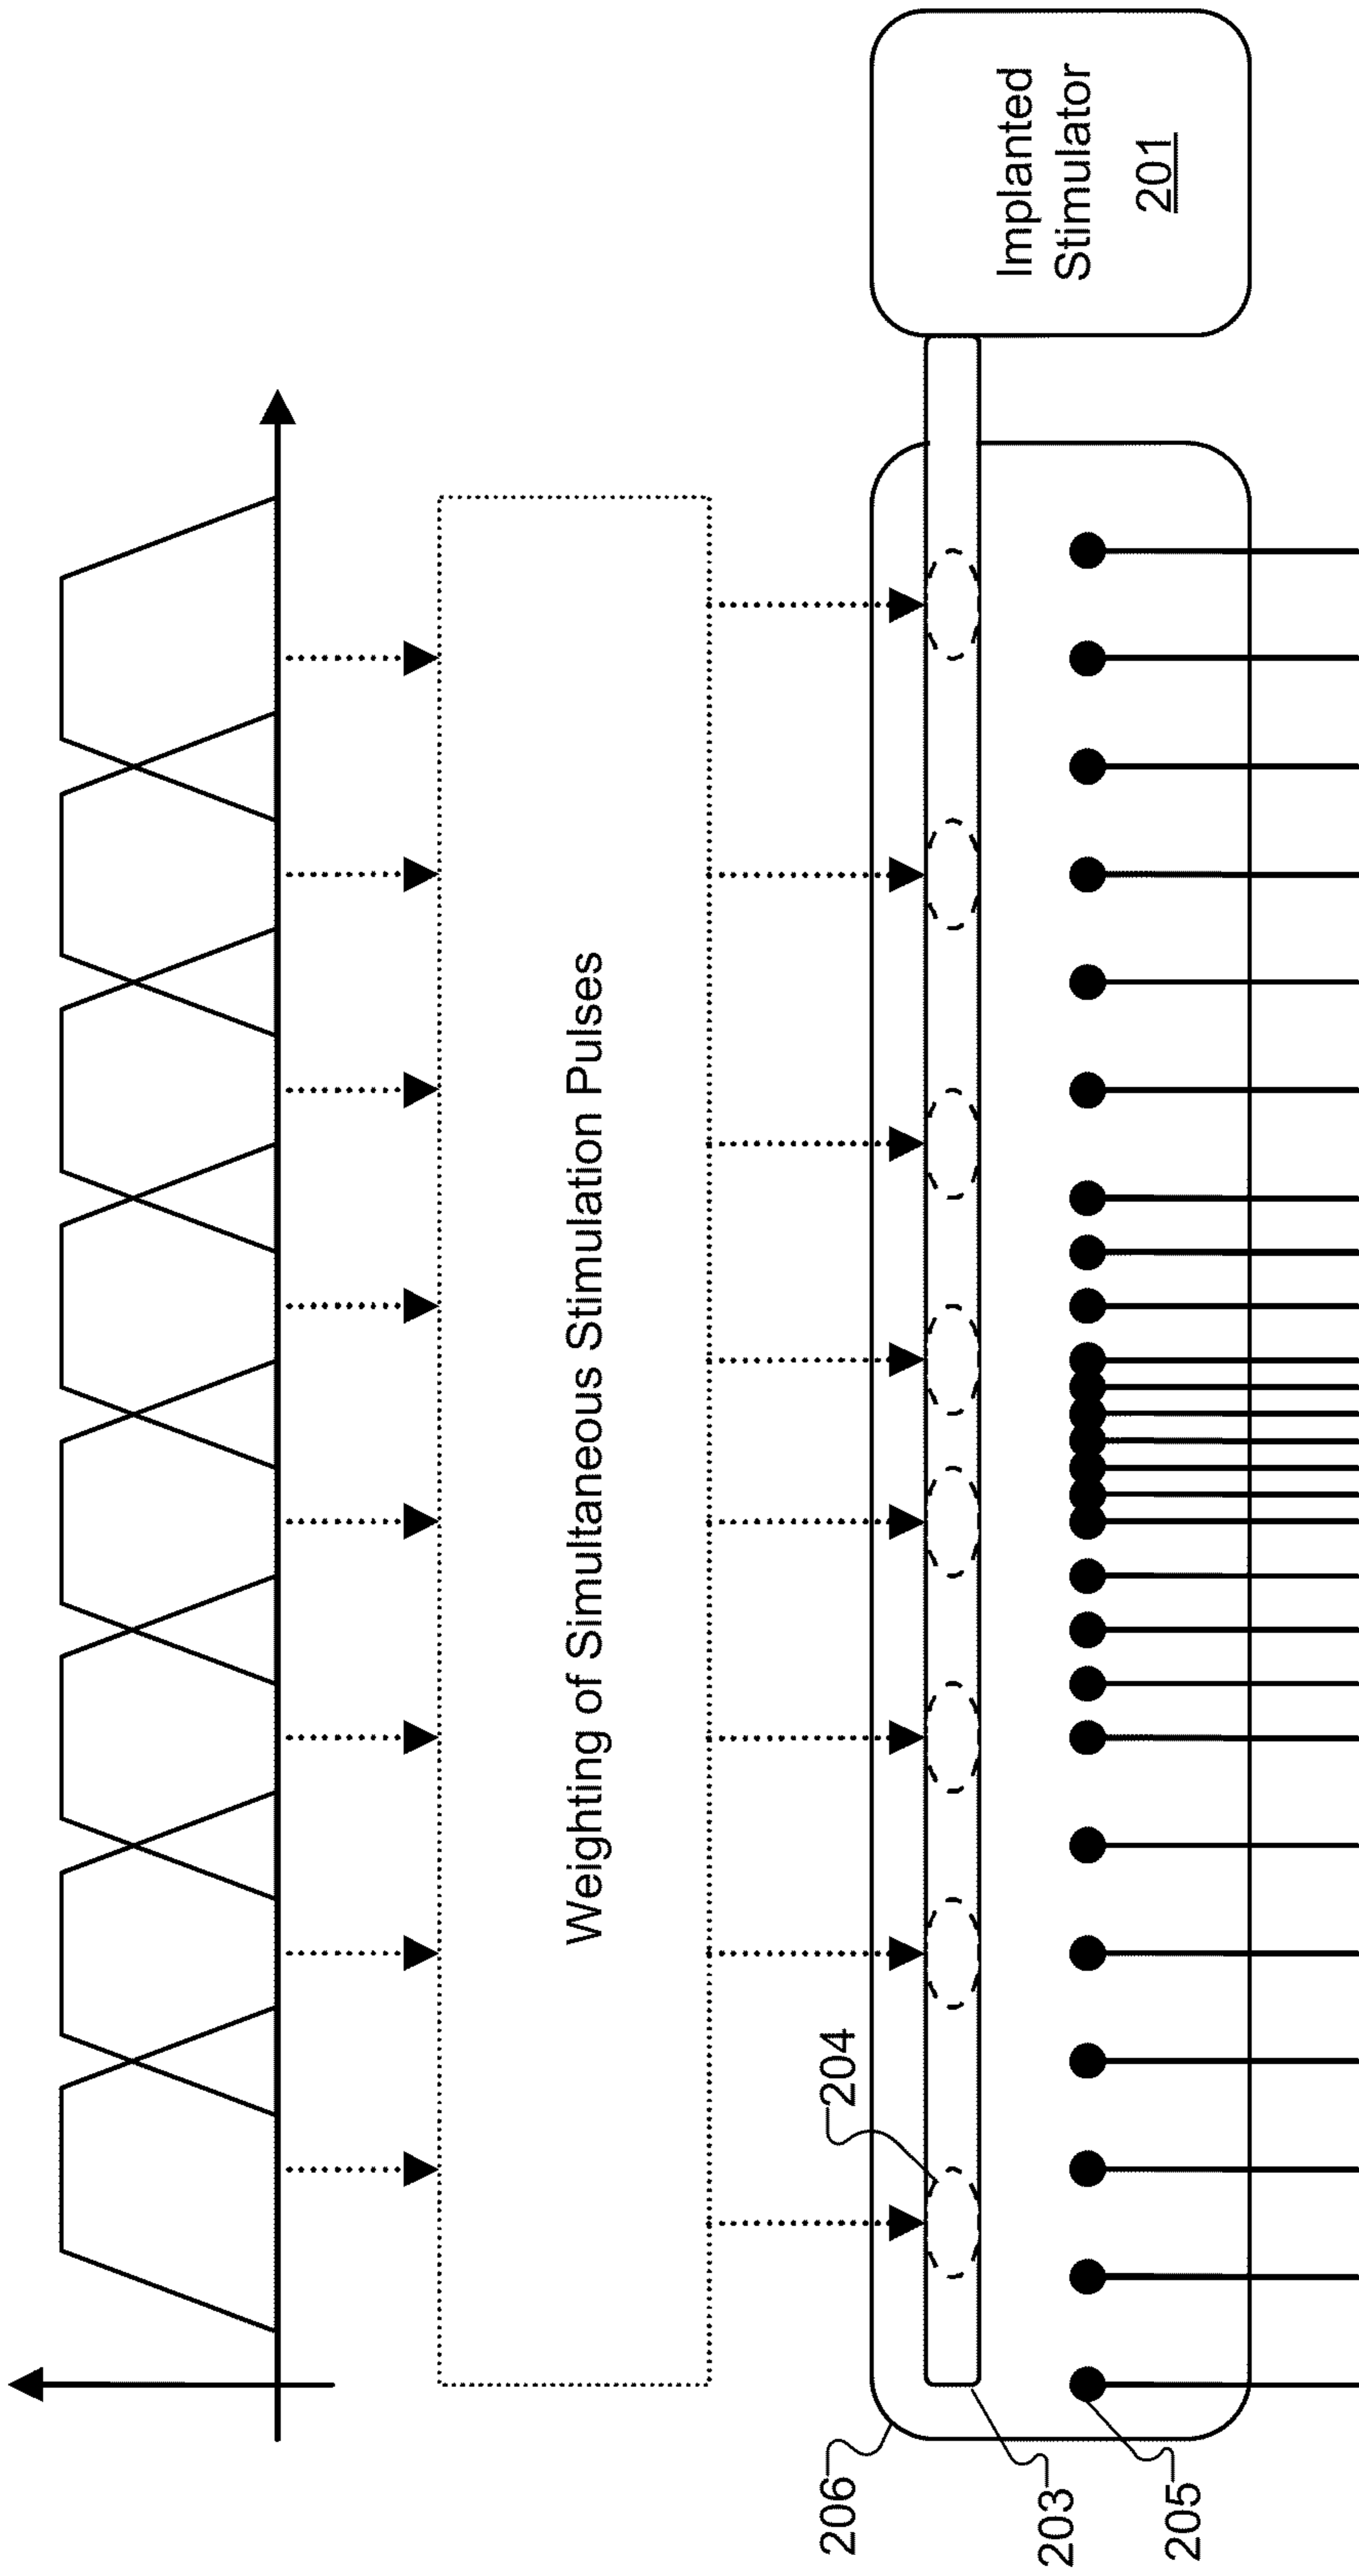 Weighting of Simultaneous Stimulation Pulses
Implanted
Stimulator
201
204
206
203
205